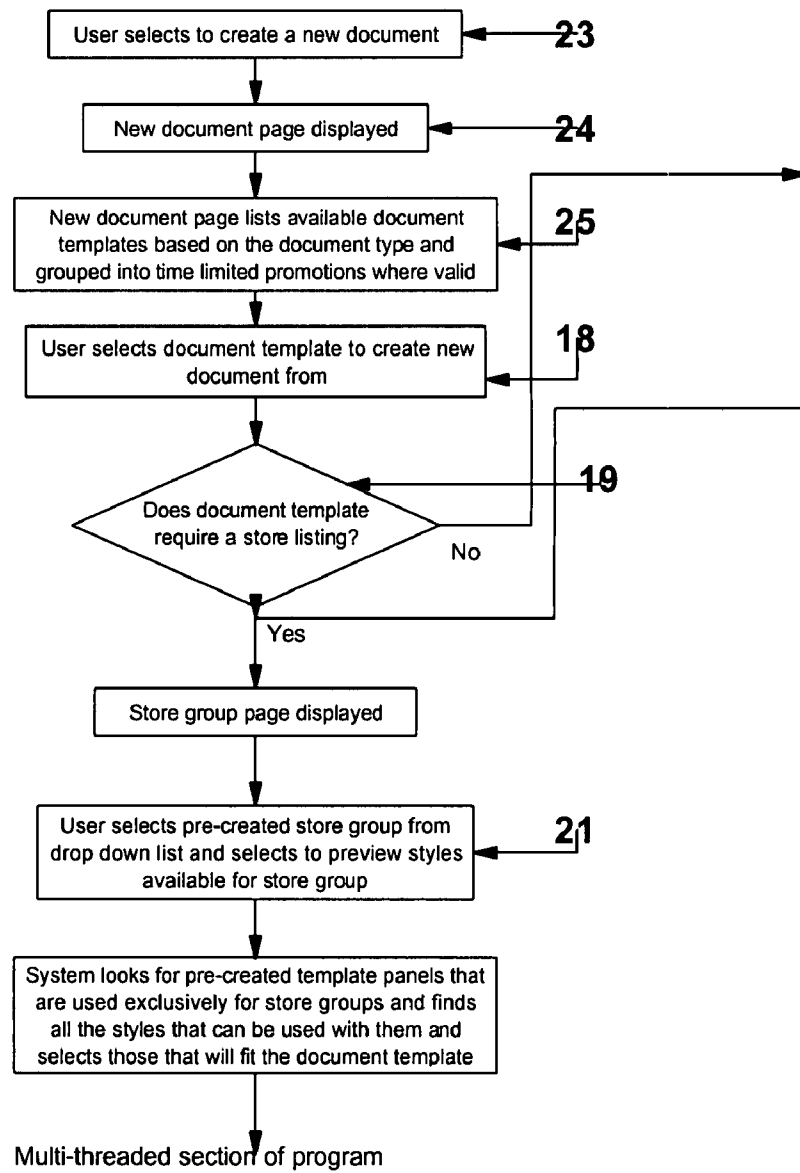 User selects to create a new document
23
New document page displayed
24
New document page lists available document
templates based on the document type and
grouped into time limited promotions where valid
25
User selects document template to create new
document from
18
19
Does document template
require a store listing?
No
Yes
Store group page displayed
User selects pre-created store group from
drop down list and selects to preview styles
available for store group
21
System looks for pre-created template panels that
are used exclusively for store groups and finds
all the styles that can be used with them and
selects those that will fit the document template
Multi-threaded section of program